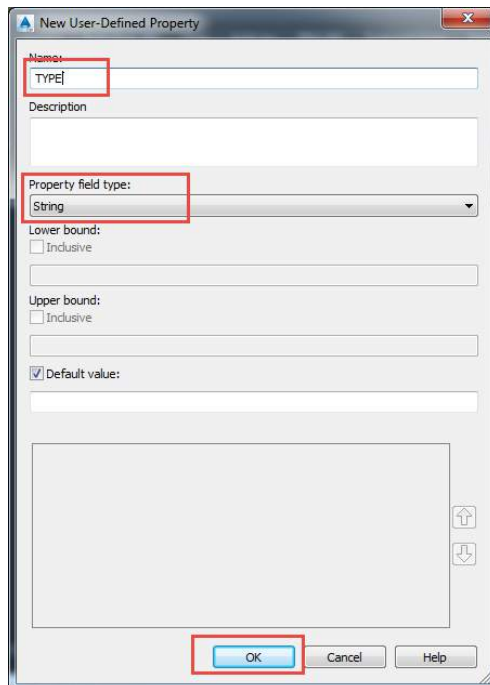 New User-Defined Property
Name:
TYPE
Description
Property field type:
String
Lower bound:
Inclusive
Upper bound:
Inclusive
Default value:
OK Cancel Help